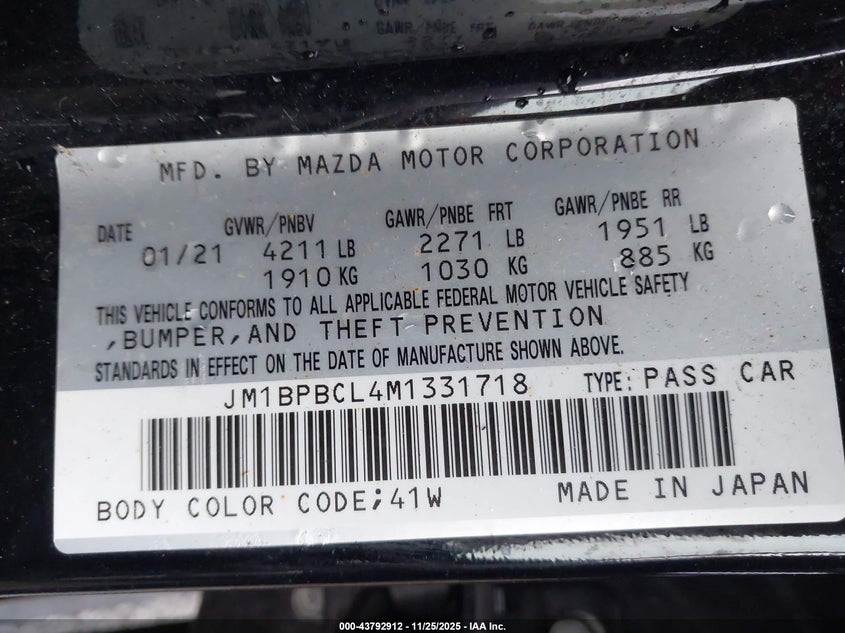 MFD. BY MAZDA MOTOR CORPORATION
DATE GVWR/PNBV GAWR/PNBE FRT GAWR/PNBE RR
01/21 4211 LB 2271 LB 1951 LB
1910 KG 1030 KG 885 KG
THIS VEHICLE CONFORMS TO ALL APPLICABLE FEDERAL MOTOR VEHICLE SAFETY
,BUMPER,AND THEFT PREVENTION
STANDARDS IN EFFECT ON THE DATE OF MANUFACTURE SHOWN ABOVE.
JM1BPBCL4M1331718 TYPE: PASS CAR
BODY COLOR CODE;41W MADE IN JAPAN
000-43792912 - 11/25/2025 - IAA Inc.